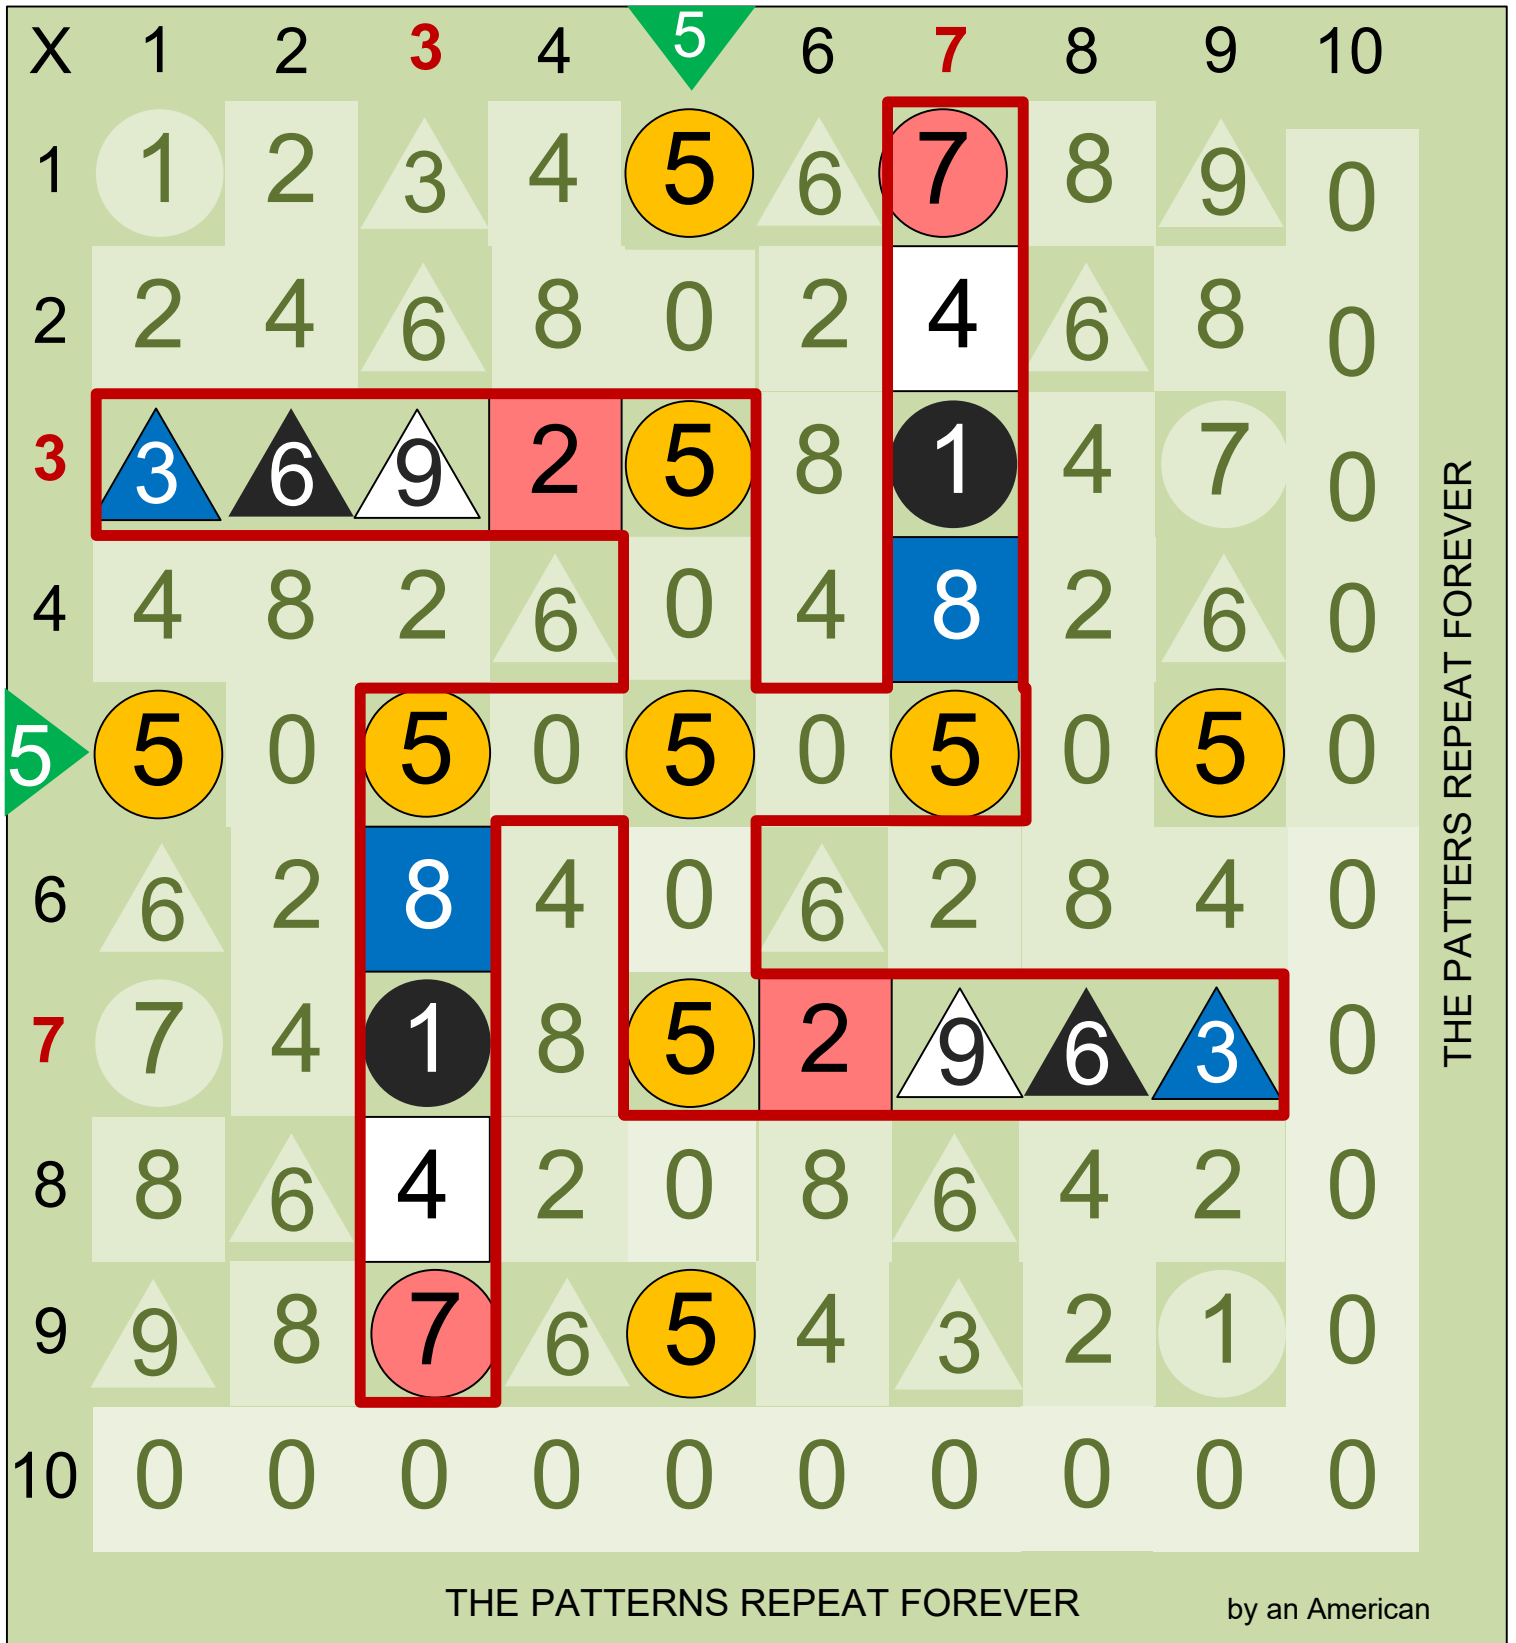 X 1 2 3 4 5 6 7 8 9 10
1 1 2 3 4 5 6 7 8 9 0
2 2 4 6 8 0 2 4 6 8 0
3 3 6 9 2 5 8 1 4 7 0
4 4 8 2 6 0 4 8 2 6 0
5 5 0 5 0 5 0 5 0 5 0
6 6 2 8 4 0 6 2 8 4 0
7 7 4 1 8 5 2 9 6 3 0
8 8 6 4 2 0 8 6 4 2 0
9 9 8 7 6 5 4 3 2 1 0
10 0 0 0 0 0 0 0 0 0 0
THE PATTERS REPEAT FOREVER
THE PATTERNS REPEAT FOREVER
by an American